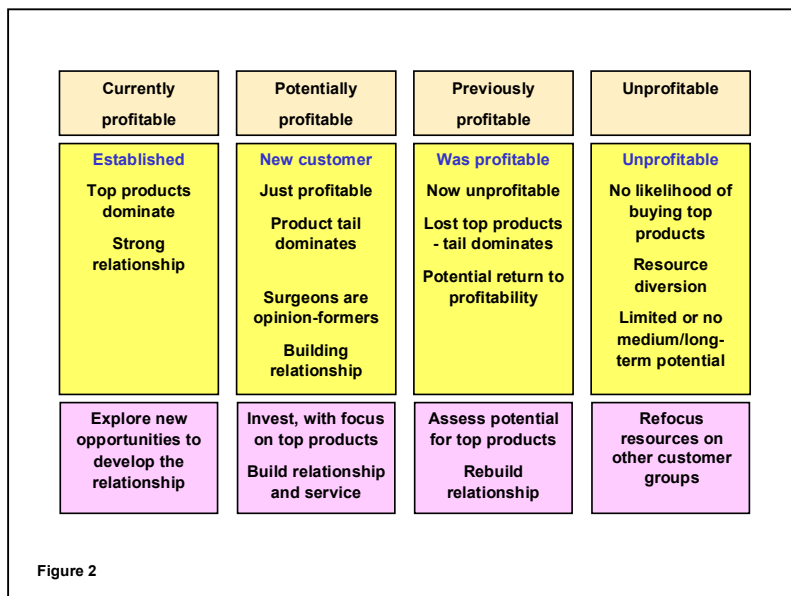 Currently
profitable
Potentially
profitable
Previously
profitable
Unprofitable
Established
Top products
dominate
Strong
relationship
New customer
Just profitable
Product tail
dominates
Surgeons are
opinion-formers
Building
relationship
Was profitable
Now unprofitable
Lost top products
- tail dominates
Potential return to
profitability
Unprofitable
No likelihood of
buying top
products
Resource
diversion
Limited or no
medium/long-
term potential
Explore new
opportunities to
develop the
relationship
Invest, with focus
on top products
Build relationship
and service
Assess potential
for top products
Rebuild
relationship
Refocus
resources on
other customer
groups
Figure 2